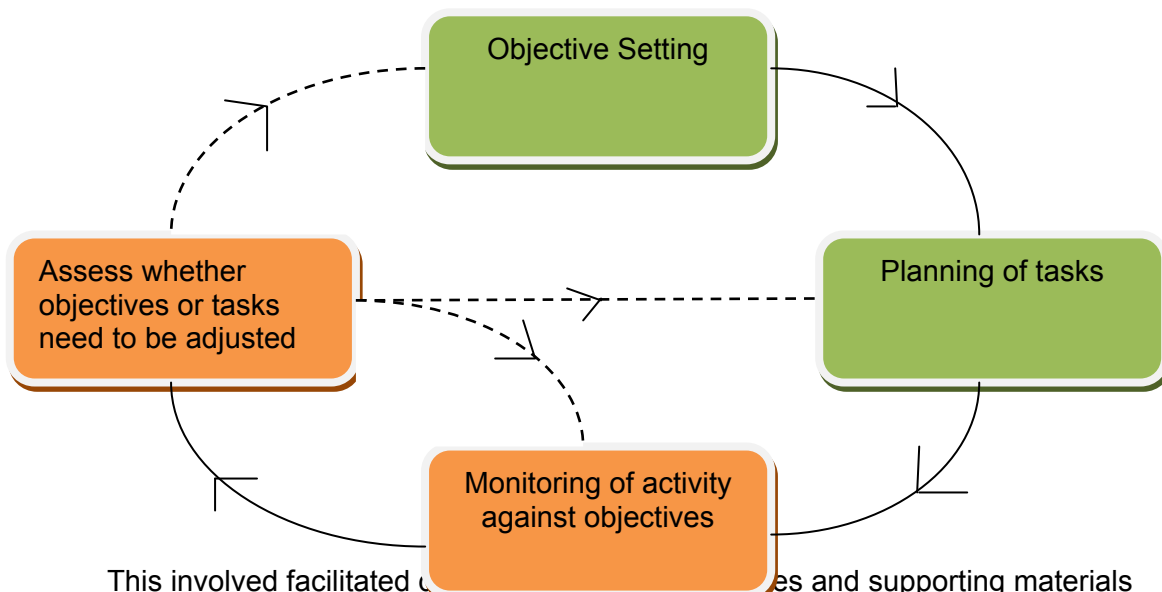 Objective Setting
Assess whether
objectives or tasks
need to be adjusted
Planning of tasks
Monitoring of activity
against objectives
This involved facilitated es and supporting materials